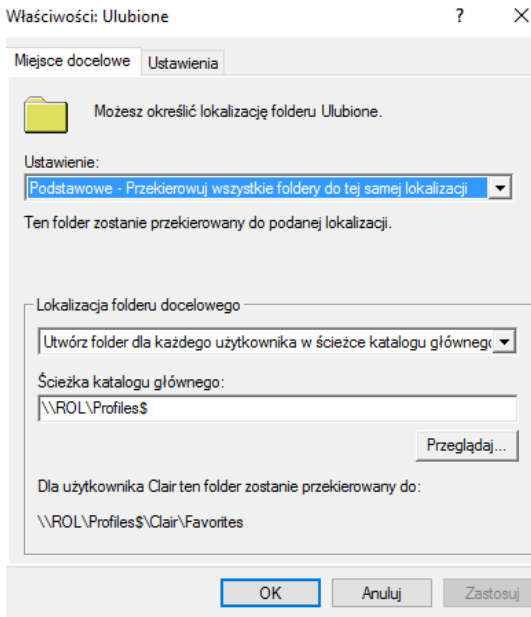 Właściwości: Ulubione
Miejsce docelowe
Ustawienia
Możesz określić lokalizację folderu Ulubione.
Ustawienie:
Podstawowe - Przekierowuj wszystkie foldery do tej samej lokalizacji
Ten folder zostanie przekierowany do podanej lokalizacji.
Lokalizacja folderu docelowego
Utwórz folder dla każdego użytkownika w ścieżce katalogu główneg
Ścieżka katalogu głównego:
\\ROL\Profiles$
Przeglądaj...
Dla użytkownika Clair ten folder zostanie przekierowany do:
\\ROL\Profiles$\Clair\Favorites
OK
Anuluj
Zastosuj